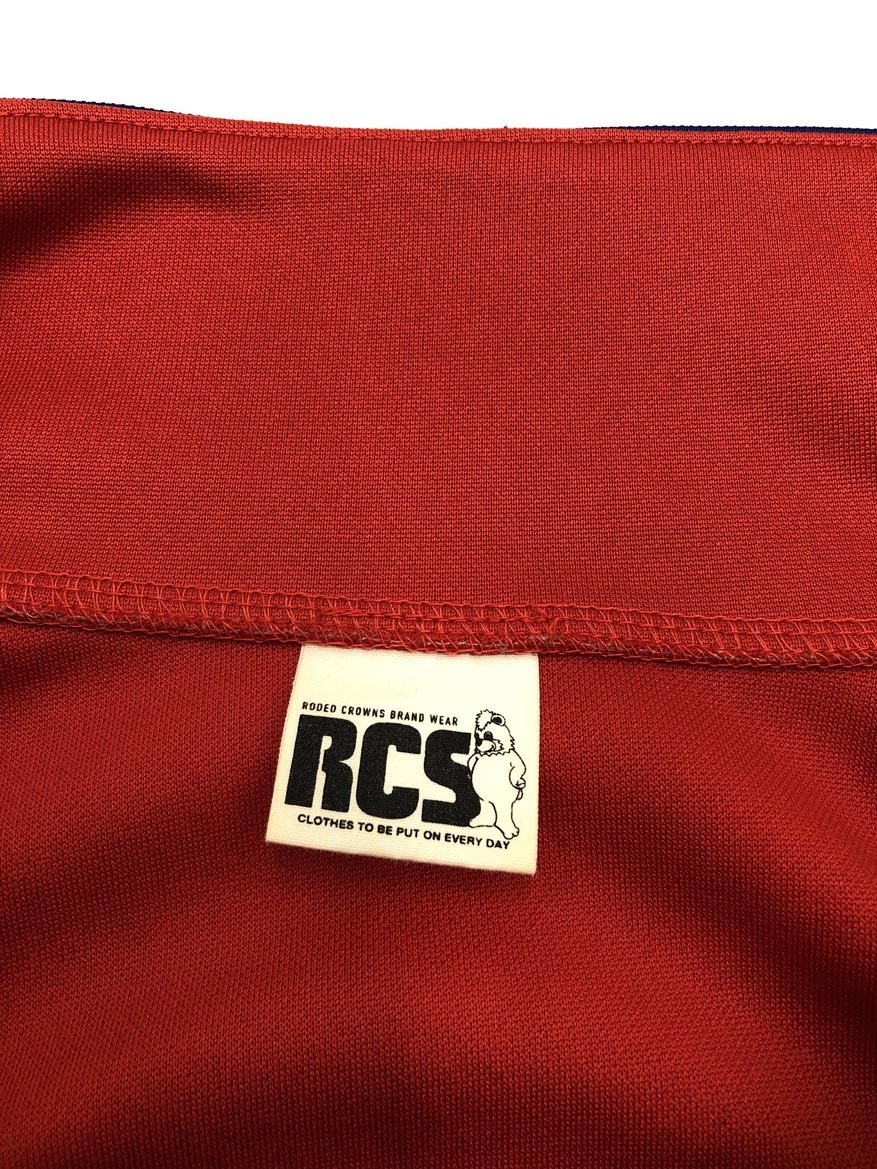 RODEO CROWNS BRAND WEAR
RCS
CLOTHES TO BE PUT ON EVERY DAY